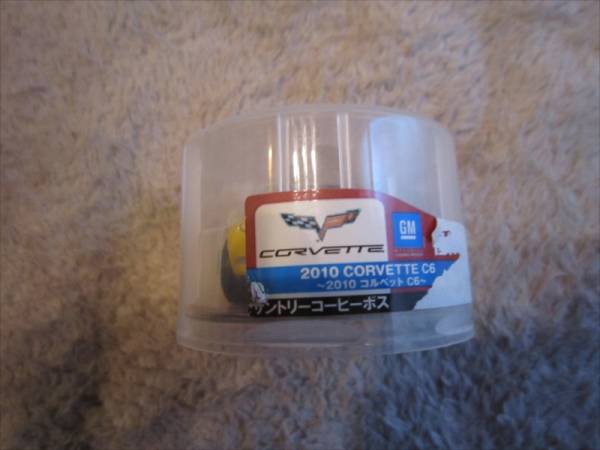 CORVETTE
GM
2010 CORVETTE C6
～2010 コルベット C6～
サントリーコーヒーボス